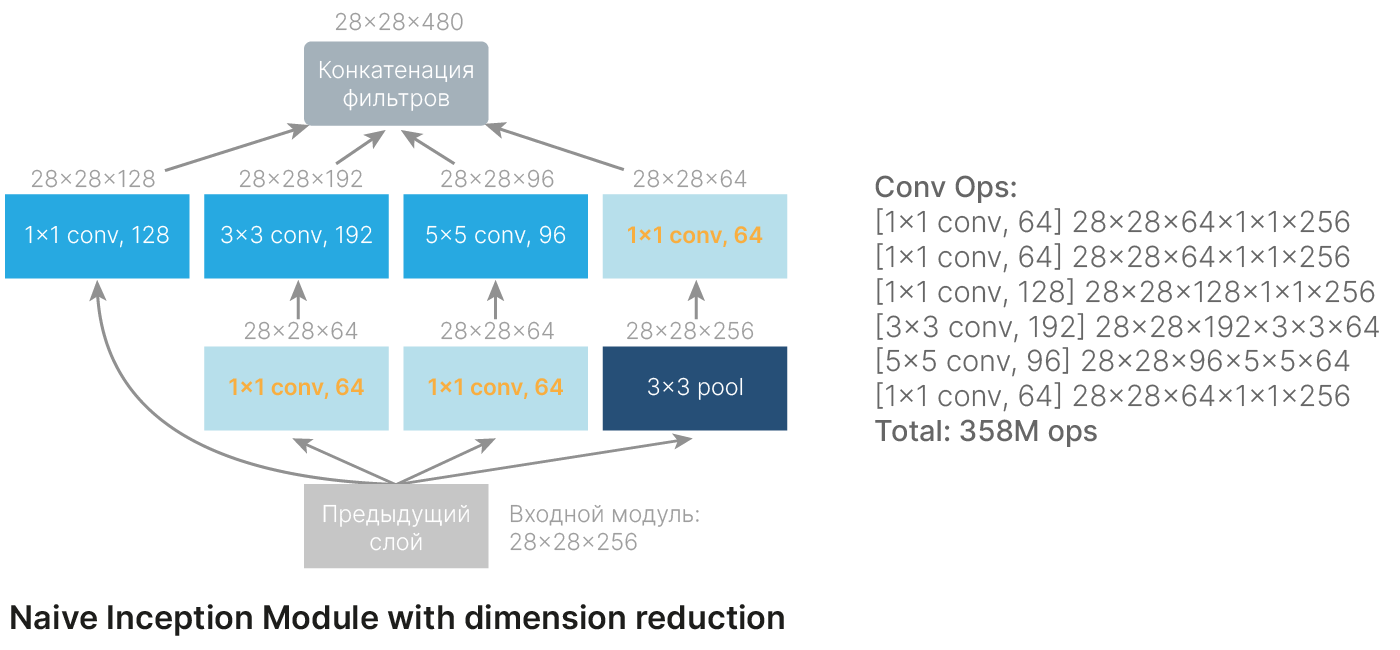 28×28×480
Конкатенация
фильтров
28×28×128
28×28×192
28×28×96
28×28×64
1×1 conv, 128
3×3 conv, 192
5×5 conv, 96
1×1 conv, 64
28×28×64
28×28×64
28×28×256
1×1 conv, 64
1×1 conv, 64
3×3 pool
Предыдущий
слой
Входной модуль:
28×28×256
Conv Ops:
[1×1 conv, 64] 28×28×64×1×1×256
[1×1 conv, 64] 28×28×64×1×1×256
[1×1 conv, 128] 28×28×128×1×1×256
[3×3 conv, 192] 28×28×192×3×3×64
[5×5 conv, 96] 28×28×96×5×5×64
[1×1 conv, 64] 28×28×64×1×1×256
Total: 358M ops
Naive Inception Module with dimension reduction